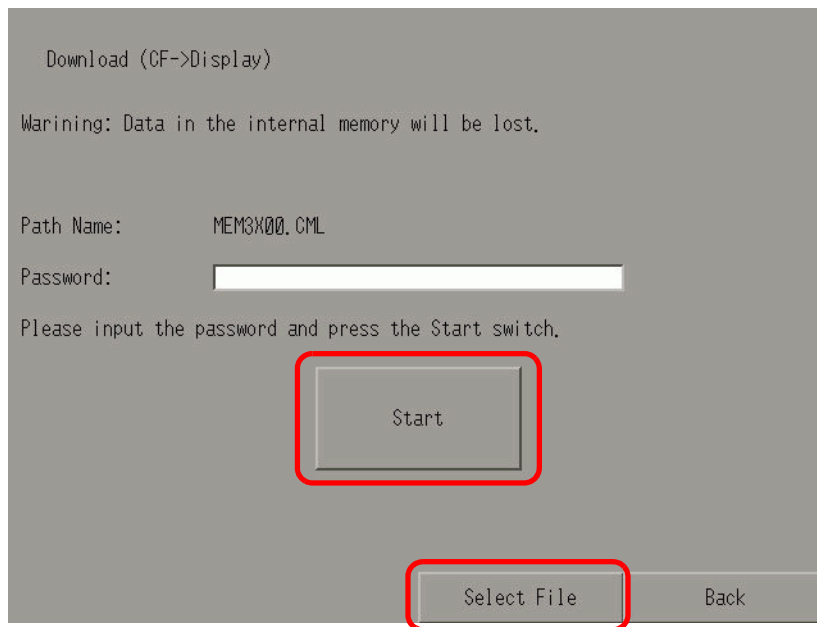 Download (CF->Display)
Warining: Data in the internal memory will be lost.
Path Name: MEM3X00.CML
Password:
Please input the password and press the Start switch.
Start
Select File Back